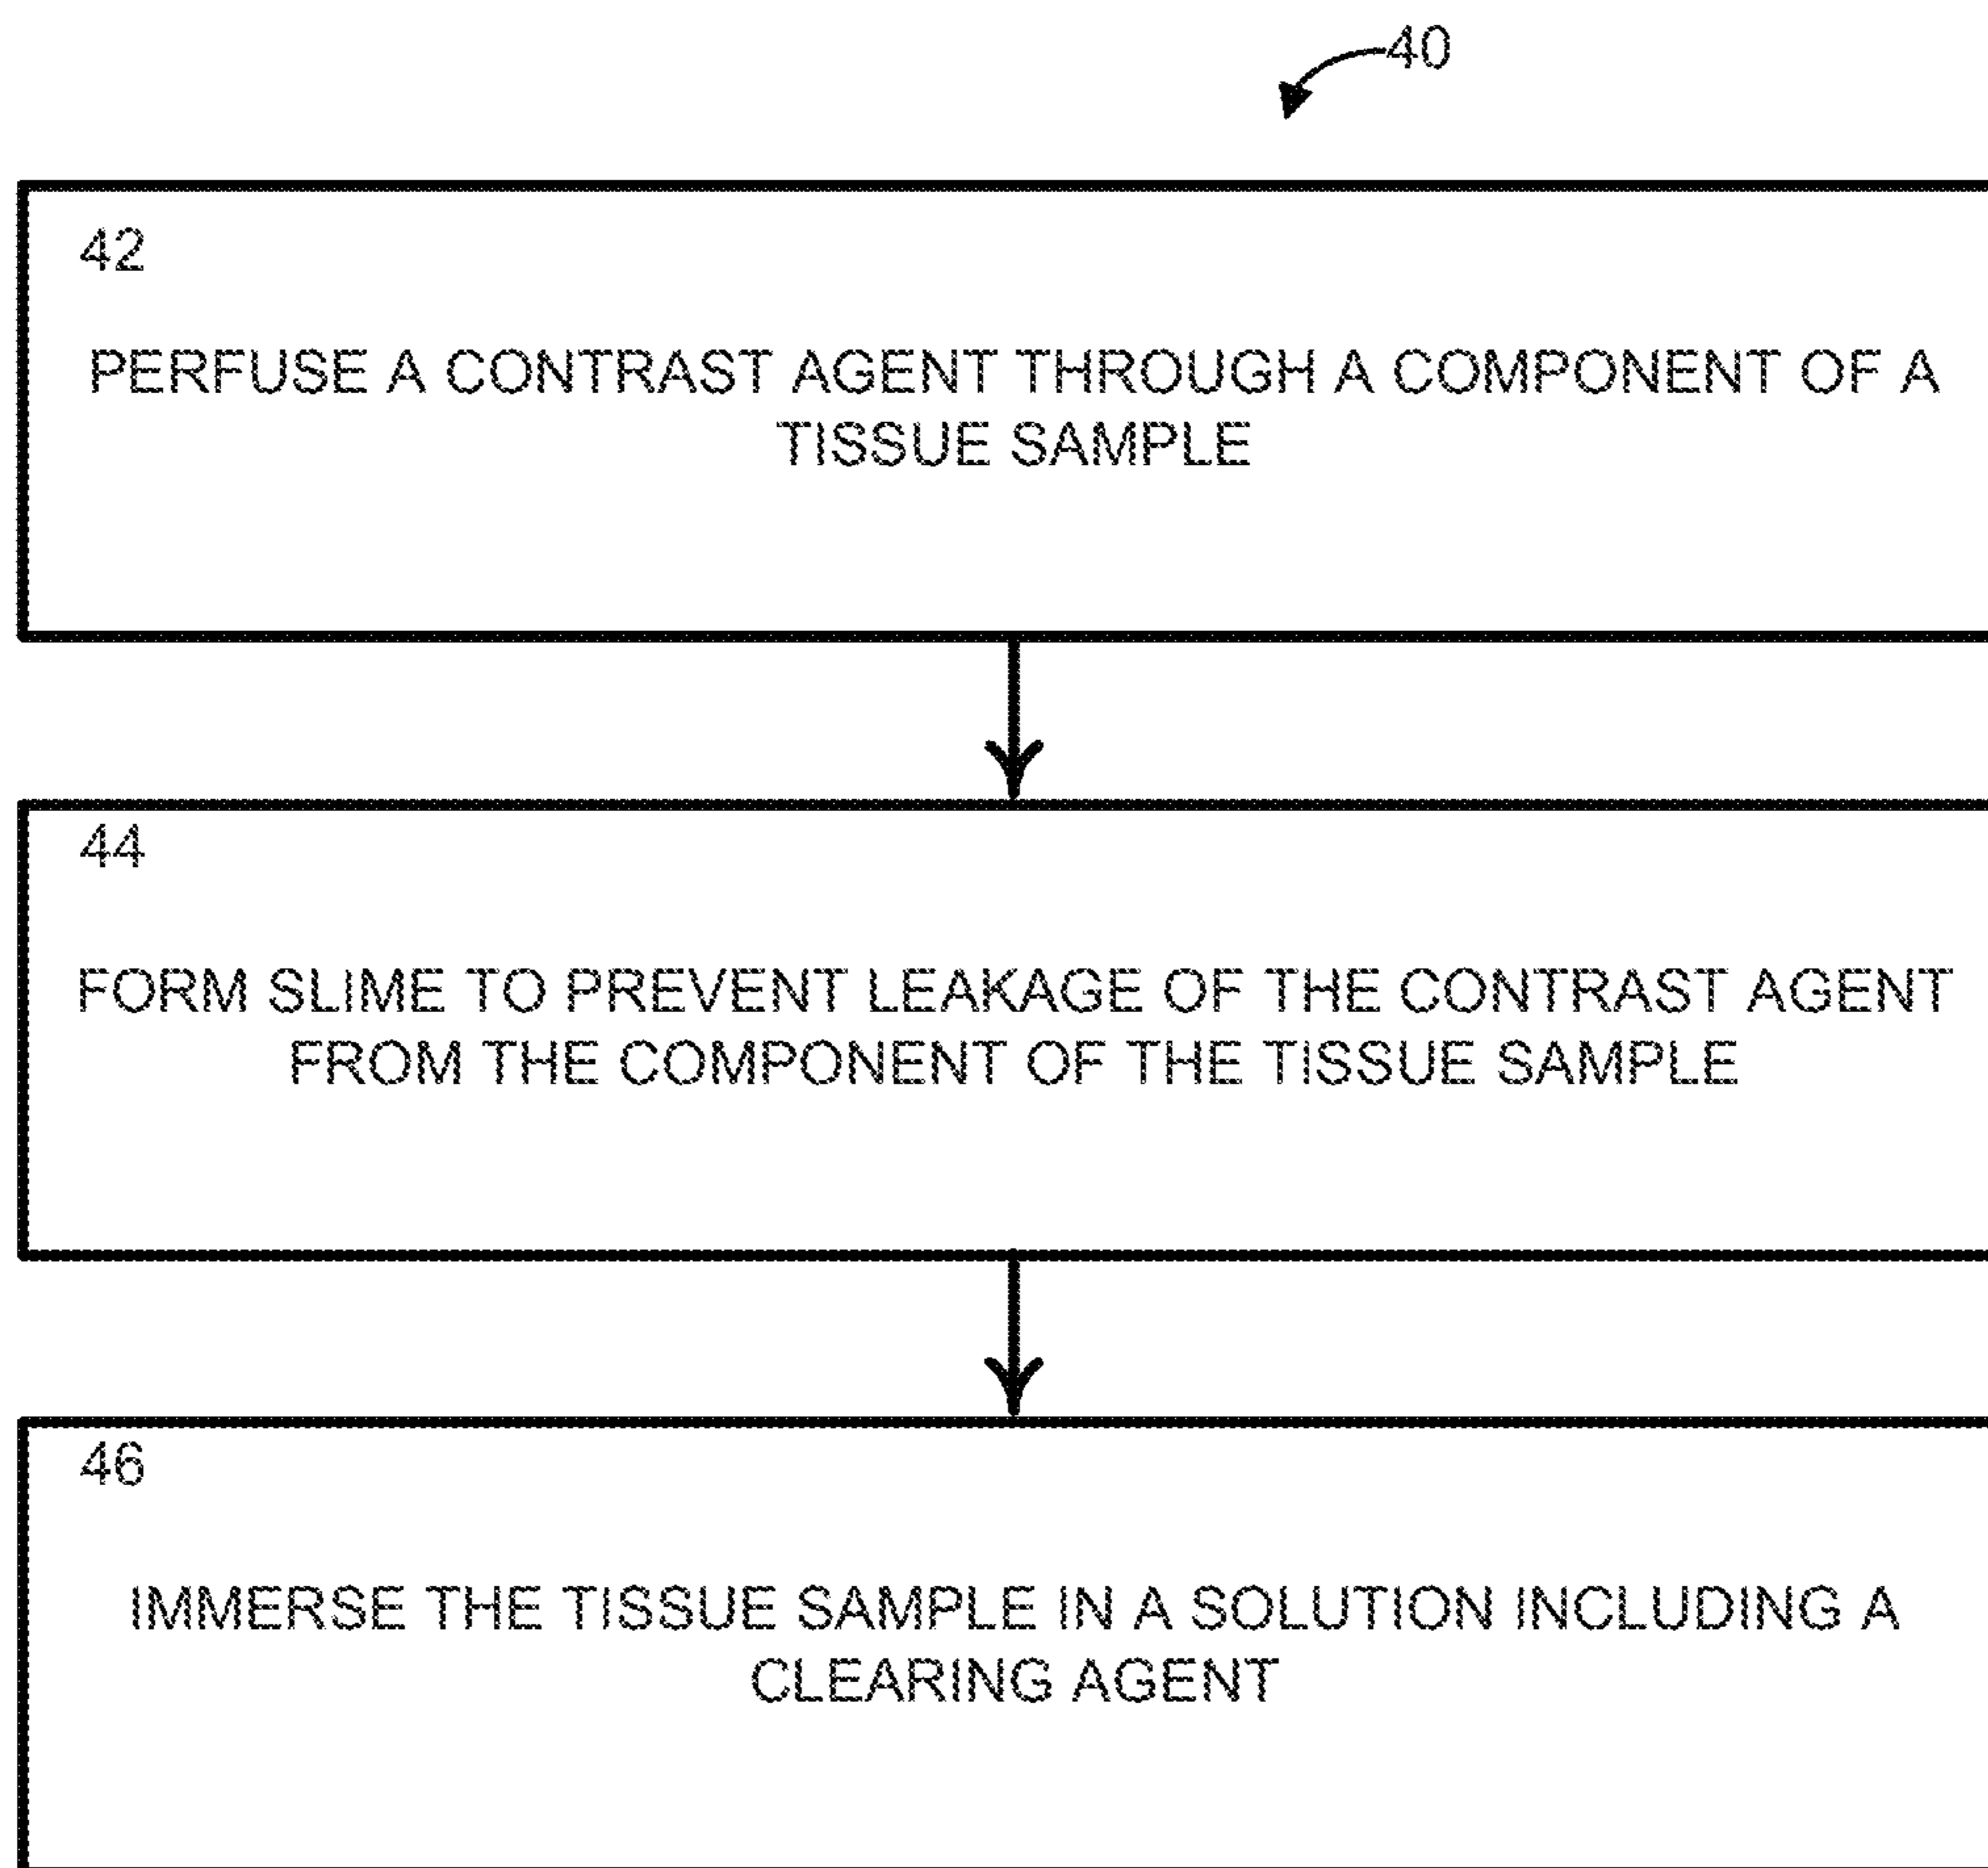 40
42
PERFUSE A CONTRAST AGENT THROUGH A COMPONENT OF A
TISSUE SAMPLE
44
FORM SLIME TO PREVENT LEAKAGE OF THE CONTRAST AGENT
FROM THE COMPONENT OF THE TISSUE SAMPLE
46
IMMERSE THE TISSUE SAMPLE IN A SOLUTION INCLUDING A
CLEARING AGENT